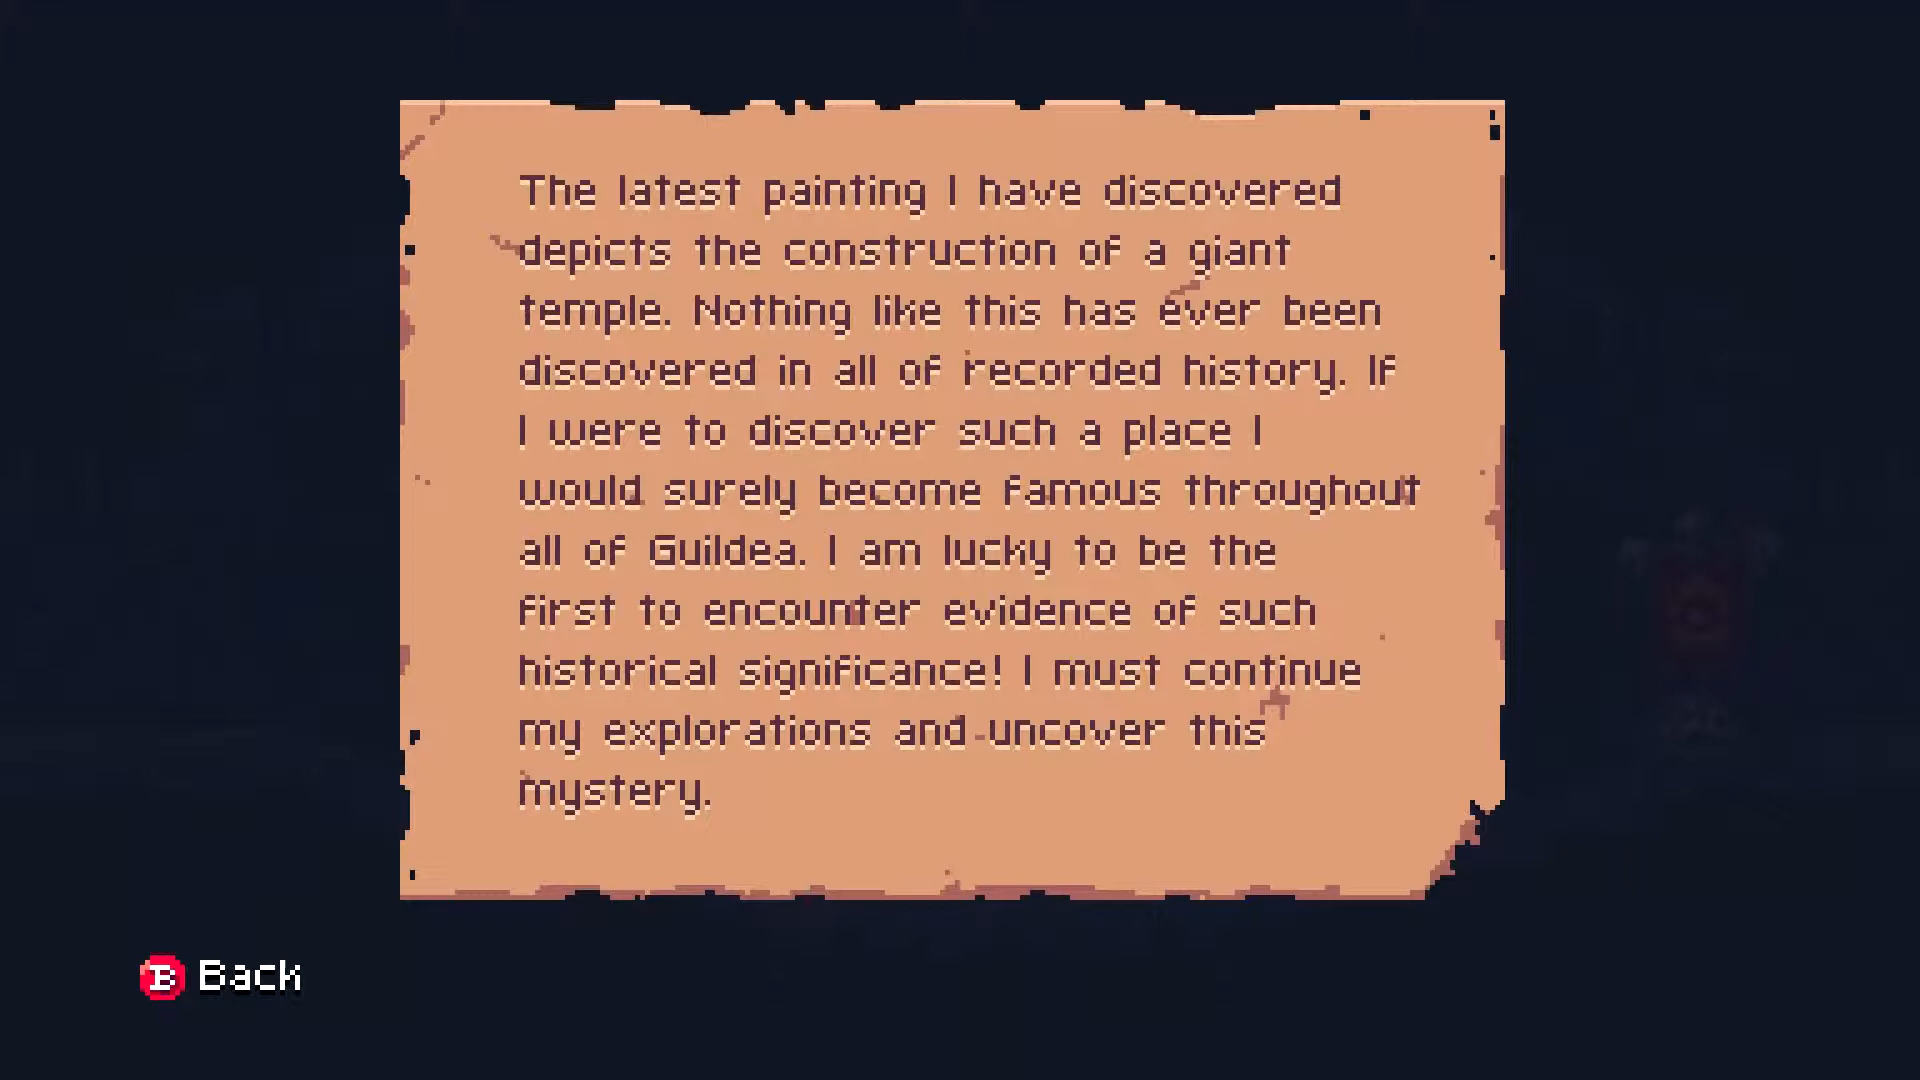 The latest painting I have discovered
depicts the construction of a giant
temple. Nothing like this has ever been
discovered in all of recorded history. If
I were to discover such a place I
would surely become famous throughout
all of Guildea. I am lucky to be the
first to encounter evidence of such
historical significance! I must continue
my explorations and uncover this
mystery.
B Back